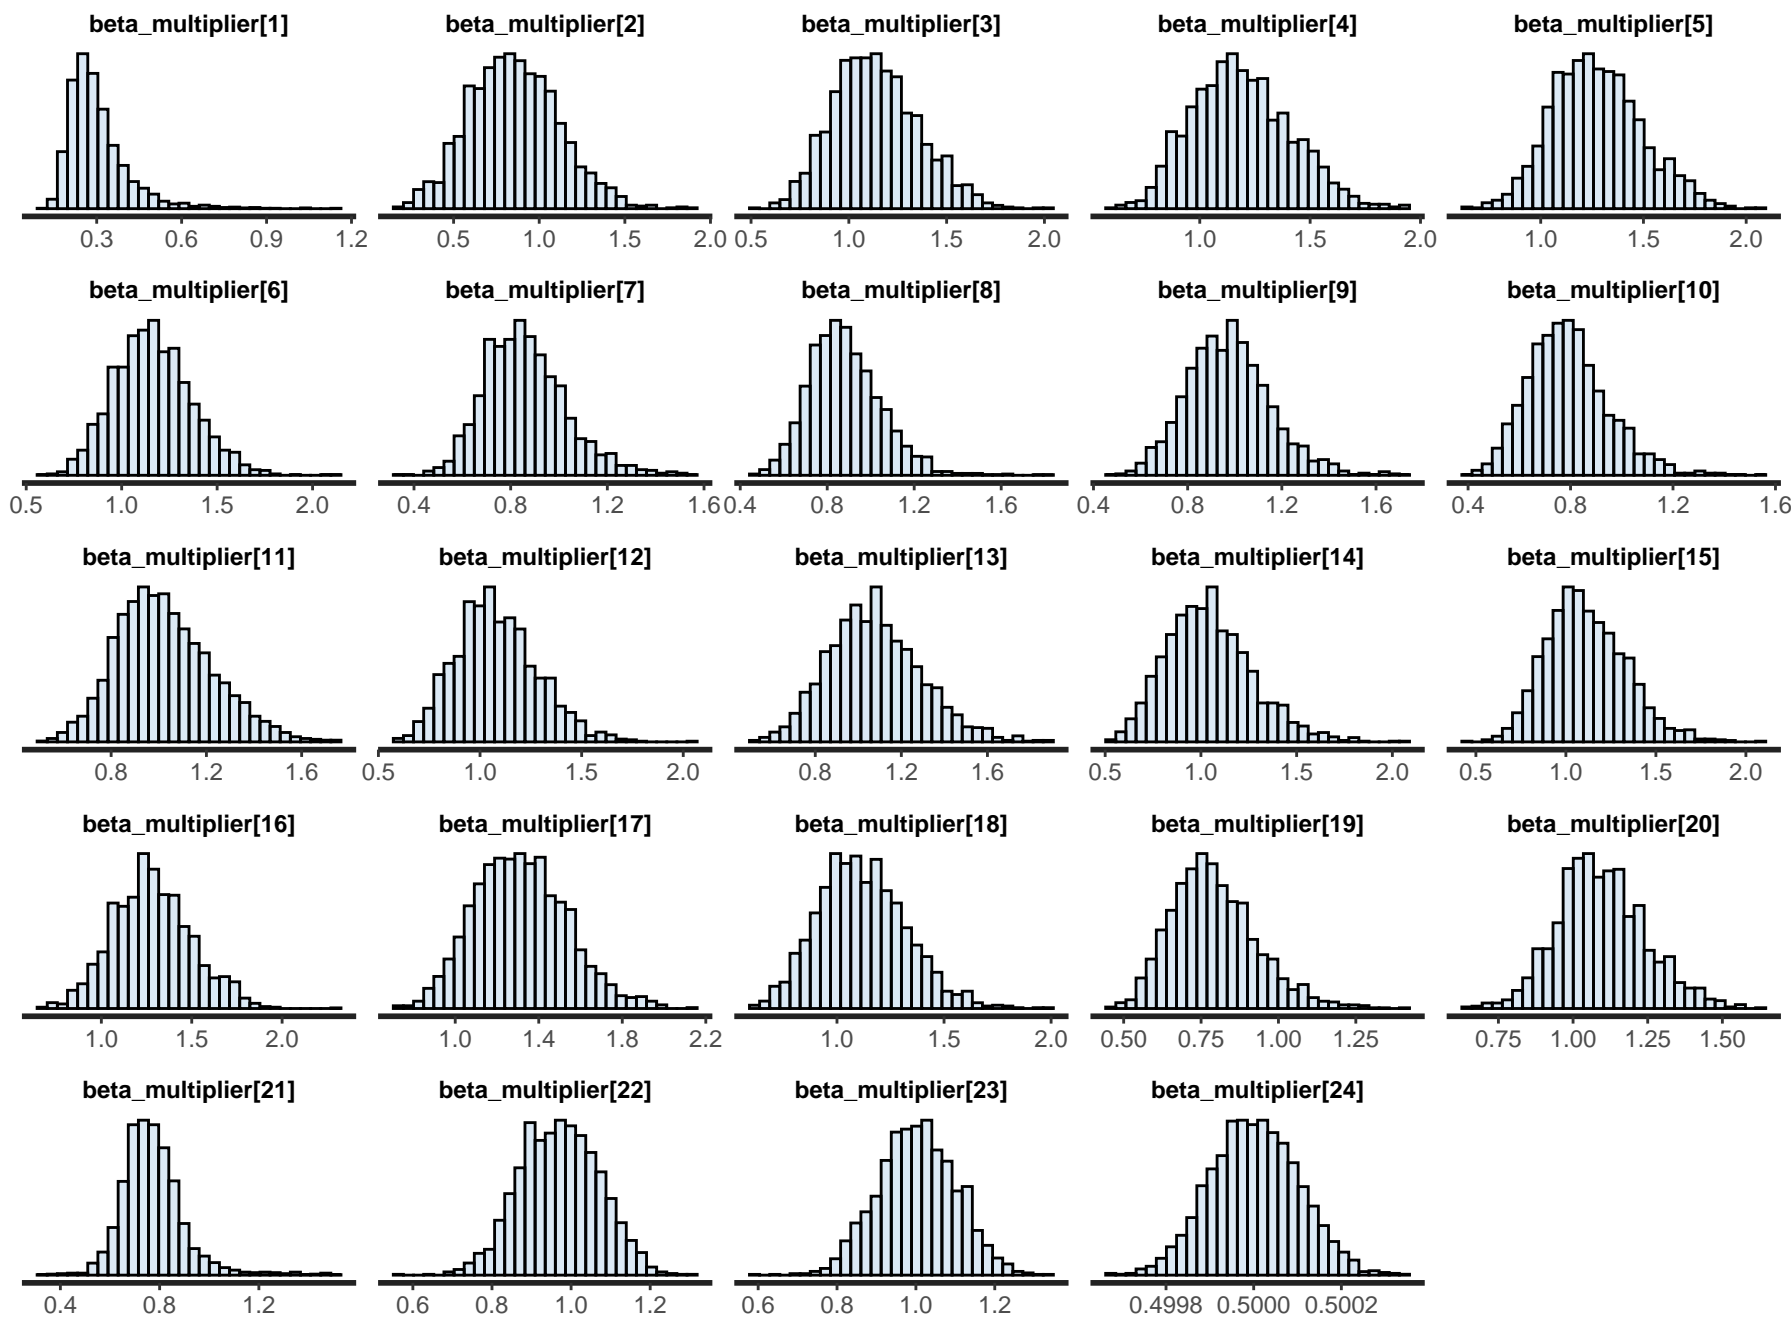 beta_multiplier[1] beta_multiplier[2] beta_multiplier[3] beta_multiplier[4] beta_multiplier[5]
0.3 0.6 0.9 1.2 0.5 1.0 1.5 2.0 0.5 1.0 1.5 2.0 1.0 1.5 2.0 1.0 1.5 2.0
beta_multiplier[6] beta_multiplier[7] beta_multiplier[8] beta_multiplier[9] beta_multiplier[10]
0.5 1.0 1.5 2.0 0.4 0.8 1.2 1.6 0.4 0.8 1.2 1.6 0.4 0.8 1.2 1.6 0.4 0.8 1.2 1.6
beta_multiplier[11] beta_multiplier[12] beta_multiplier[13] beta_multiplier[14] beta_multiplier[15]
0.8 1.2 1.6 0.5 1.0 1.5 2.0 0.8 1.2 1.6 0.5 1.0 1.5 2.0 0.5 1.0 1.5 2.0
beta_multiplier[16] beta_multiplier[17] beta_multiplier[18] beta_multiplier[19] beta_multiplier[20]
1.0 1.5 2.0 1.0 1.4 1.8 2.2 1.0 1.5 2.0 0.50 0.75 1.00 1.25 0.75 1.00 1.25 1.50
beta_multiplier[21] beta_multiplier[22] beta_multiplier[23] beta_multiplier[24]
0.4 0.8 1.2 0.6 0.8 1.0 1.2 0.6 0.8 1.0 1.2 0.4998 0.5000 0.5002